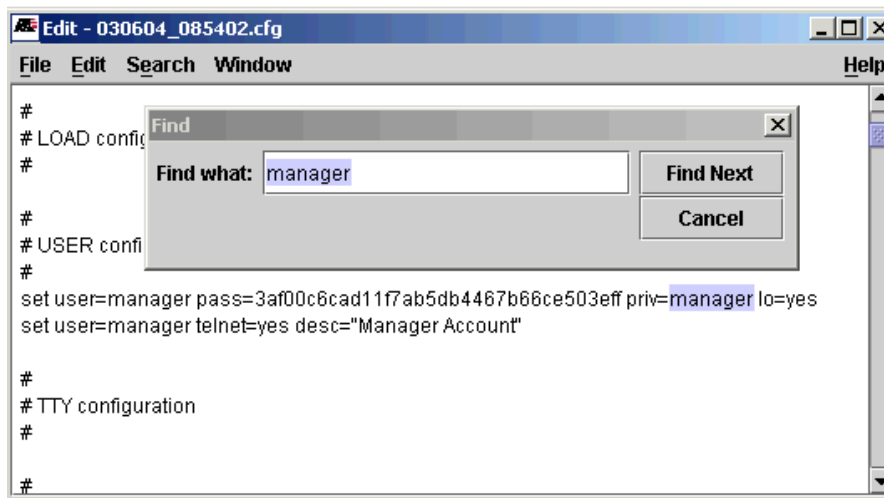 Edit - 030604_085402.cfg
File Edit Search Window Help
#
# LOAD config
#
Find
Find what: manager Find Next
Cancel
#
# USER confi
#
set user=manager pass=3af00c6cad11f7ab5db4467b66ce503eff priv=manager lo=yes
set user=manager telnet=yes desc="Manager Account"
#
# TTY configuration
#
#